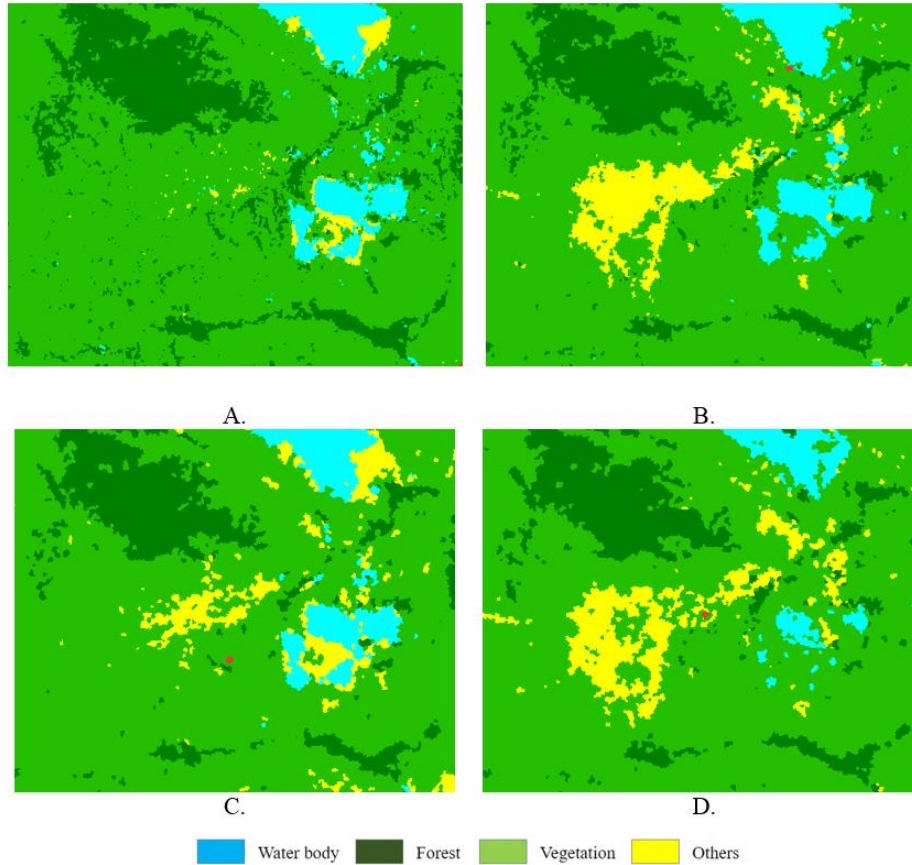 A.
B.
C.
D.
Water body
Forest
Vegetation
Others